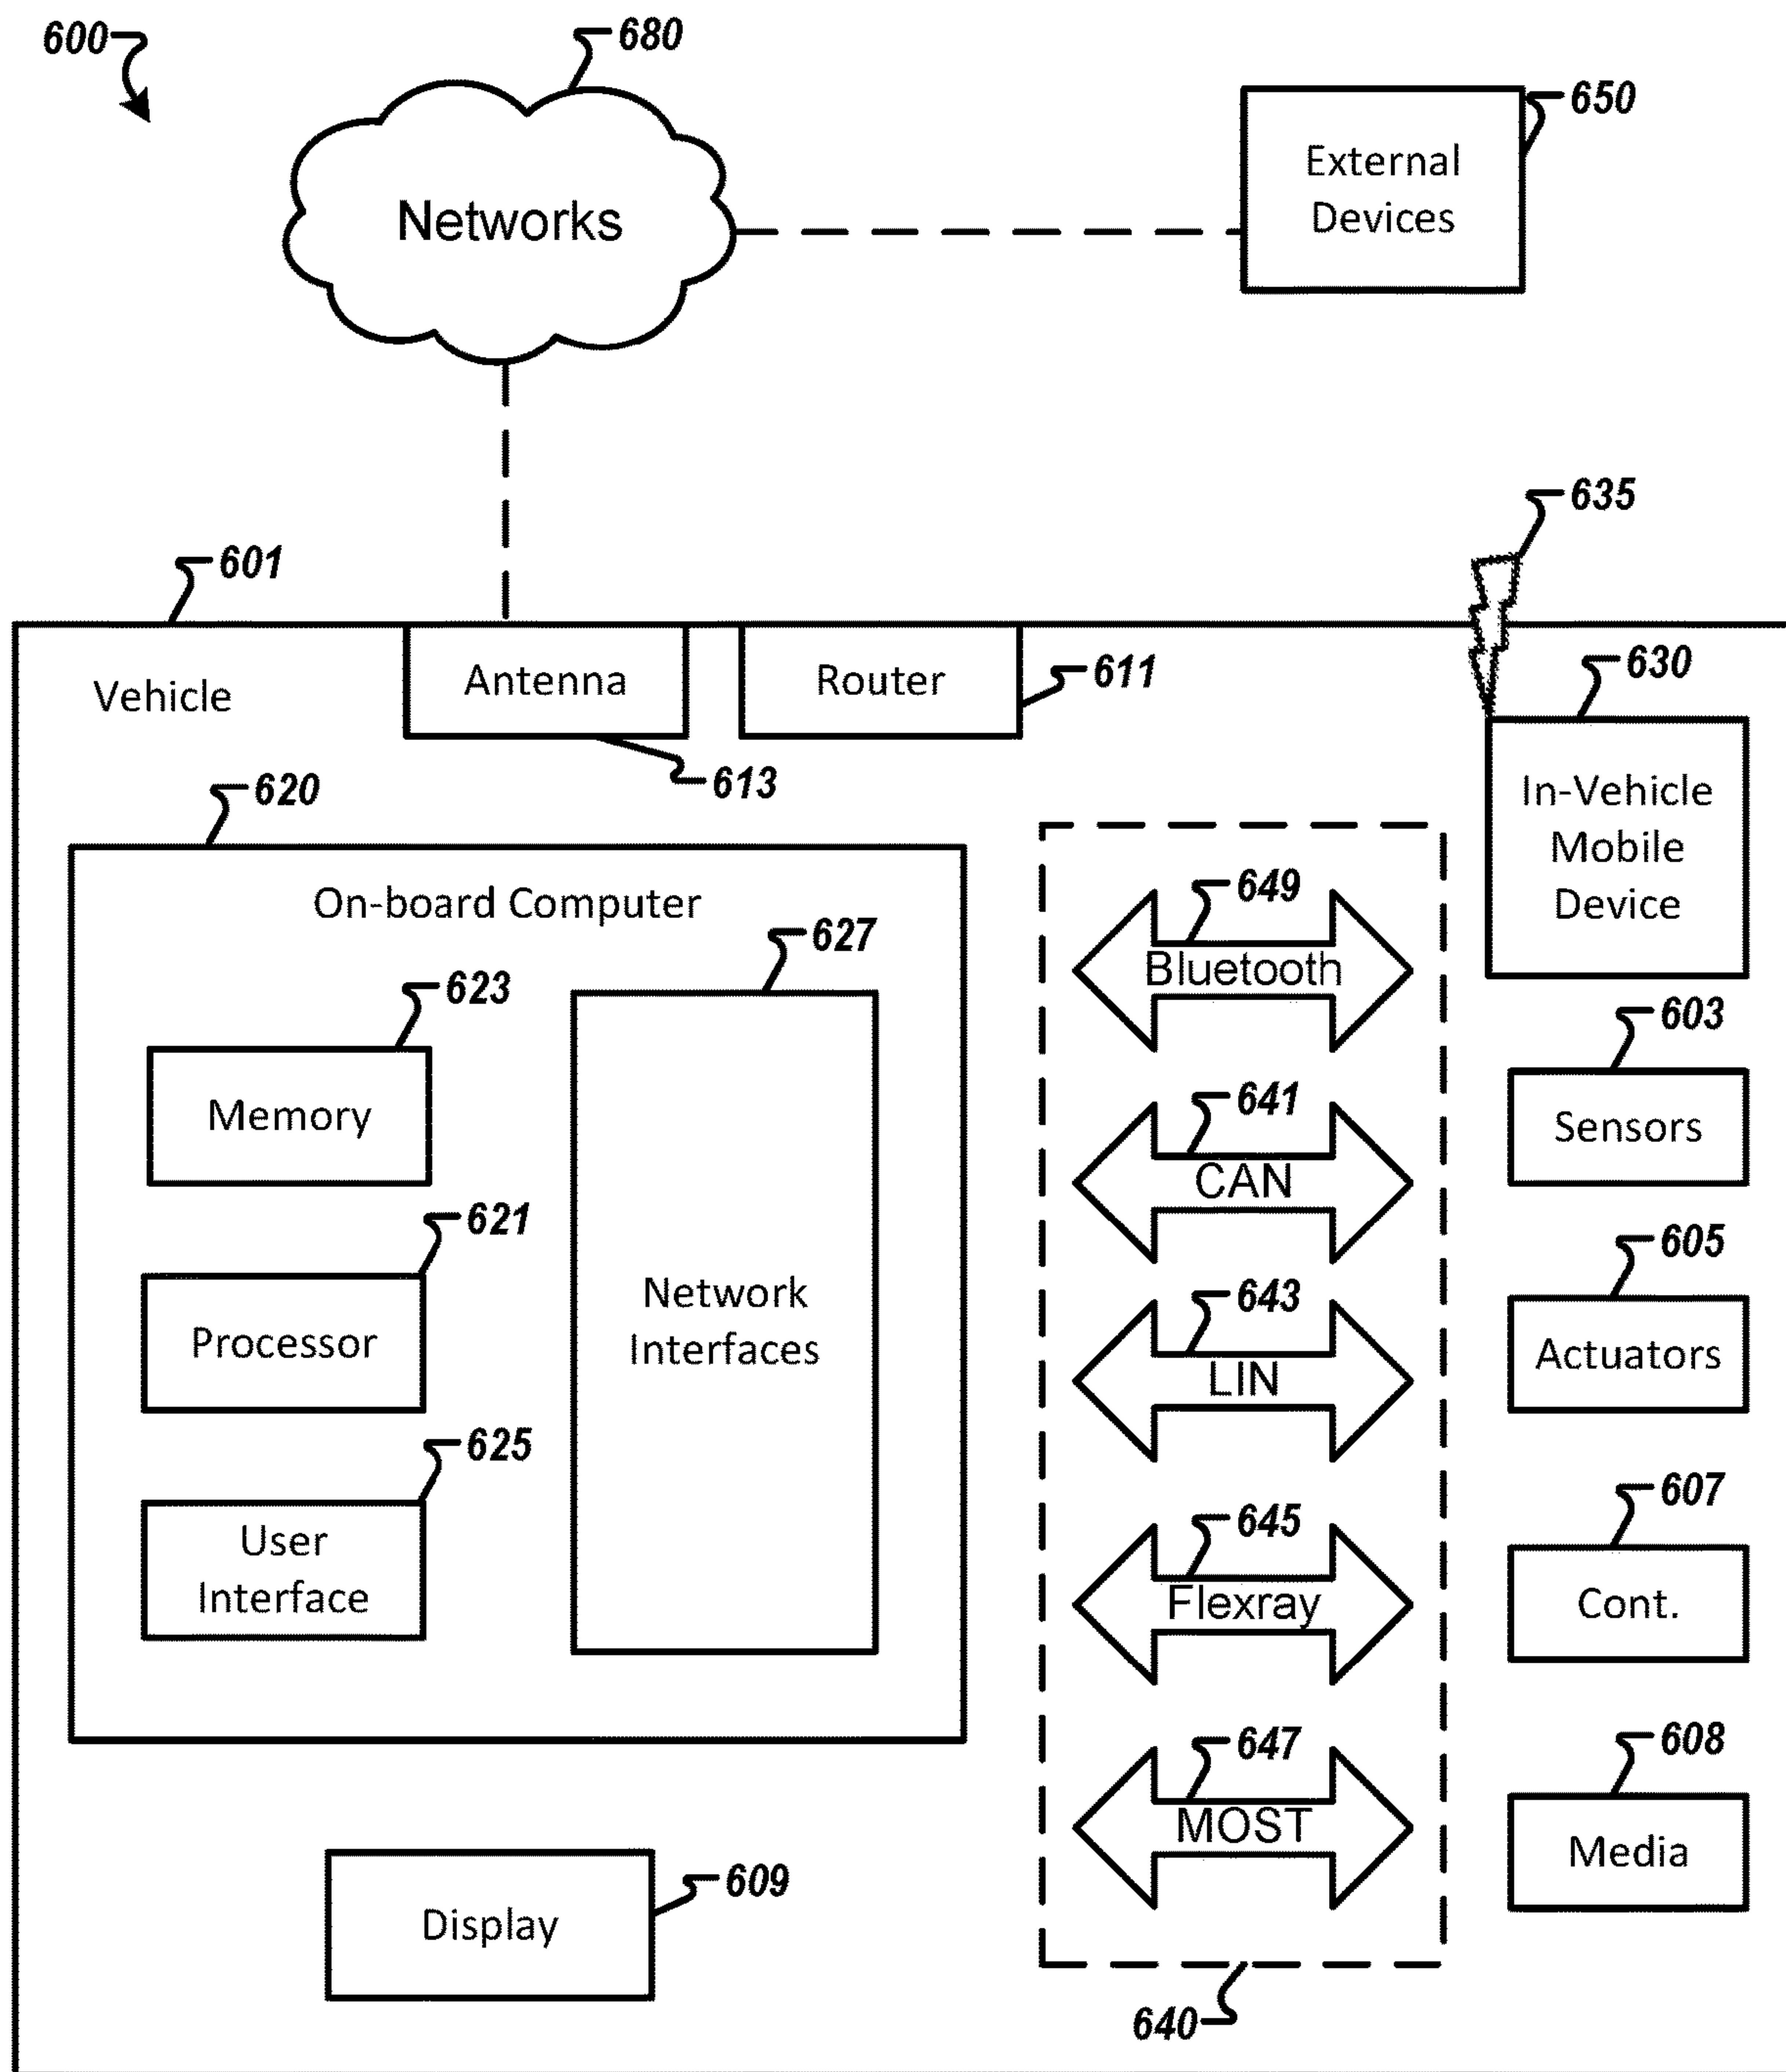 600
680
Networks
650
External
Devices
635
601
Vehicle
Antenna
613
Router
611
630
In-Vehicle
Mobile
Device
620
On-board Computer
627
Network
Interfaces
623
Memory
621
Processor
625
User
Interface
649
Bluetooth
641
CAN
643
LIN
645
Flexray
647
MOST
640
603
Sensors
605
Actuators
607
Cont.
608
Media
609
Display